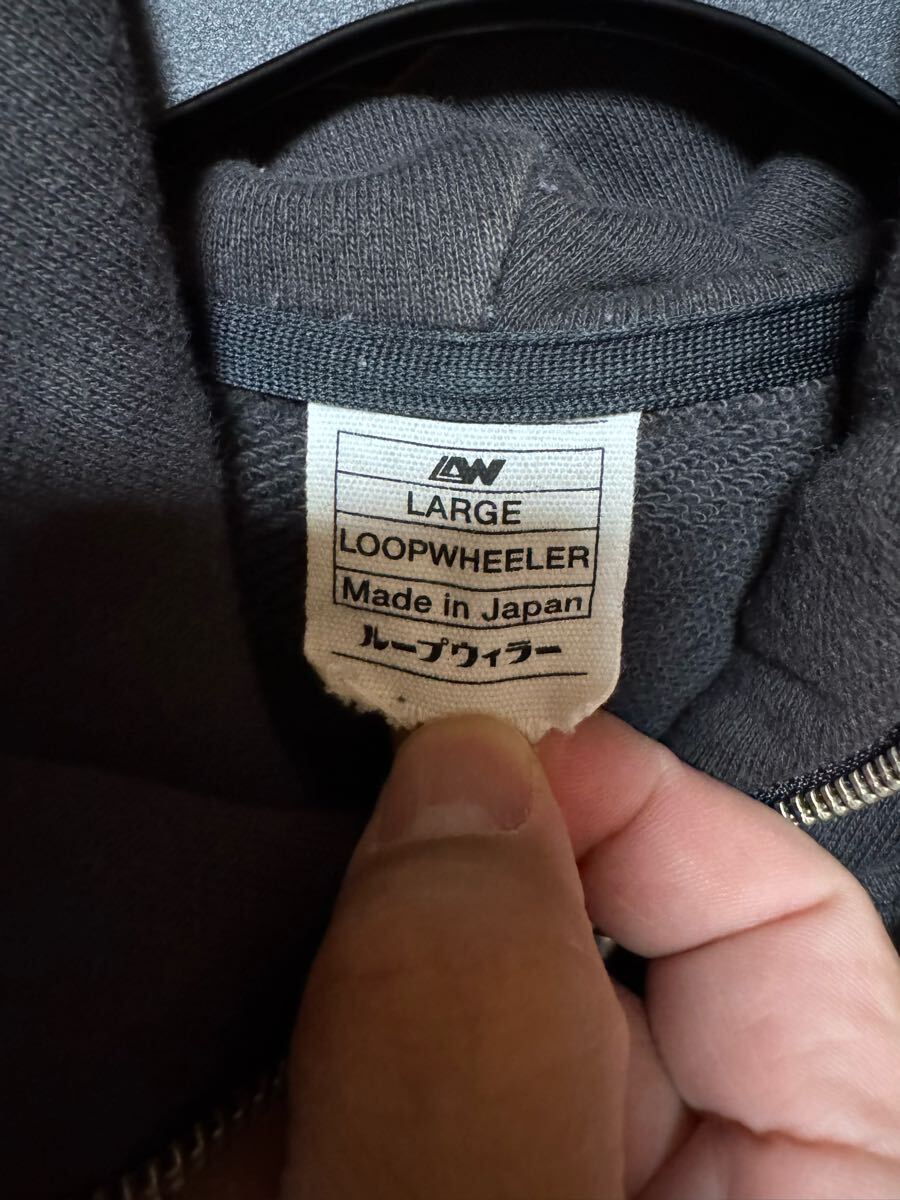 LW
LARGE
LOOPWHEELER
Made in Japan
ループウィラー